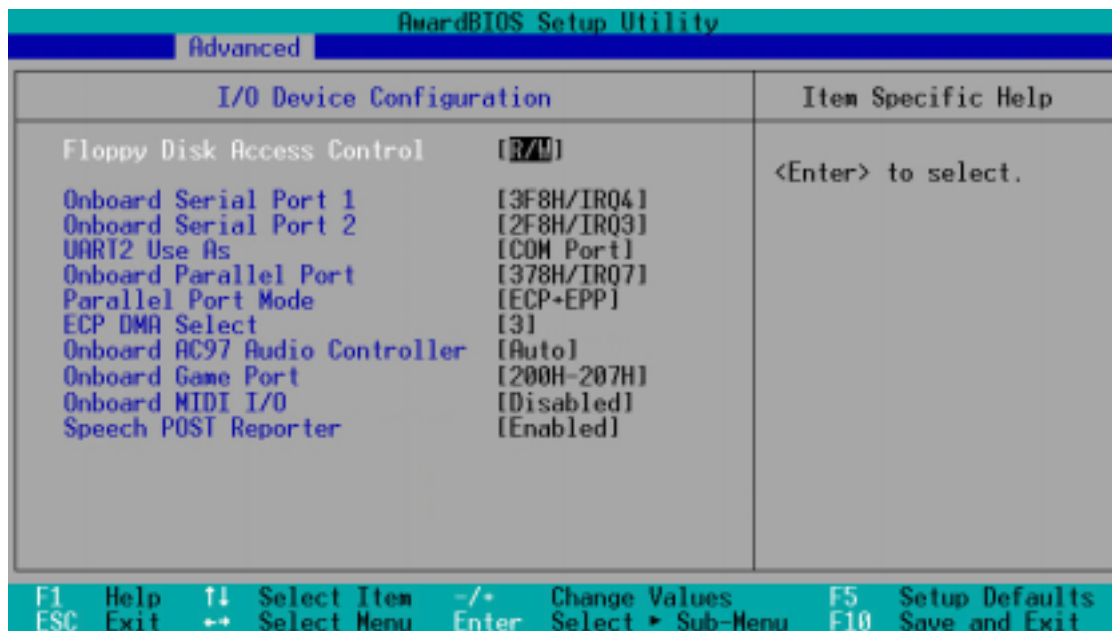 AwardBIOS Setup Utility
Advanced
I/O Device Configuration
Item Specific Help
Floppy Disk Access Control [R/W]
<Enter> to select.
Onboard Serial Port 1 [3F8H/IRQ4]
Onboard Serial Port 2 [2F8H/IRQ3]
UART2 Use As [COM Port]
Onboard Parallel Port [378H/IRQ7]
Parallel Port Mode [ECP+EPP]
ECP DMA Select [3]
Onboard AC97 Audio Controller [Auto]
Onboard Game Port [200H-207H]
Onboard MIDI I/O [Disabled]
Speech POST Reporter [Enabled]
F1 Help ↑↓ Select Item -/+ Change Values F5 Setup Defaults
ESC Exit ←→ Select Menu Enter Select ► Sub-Menu F10 Save and Exit